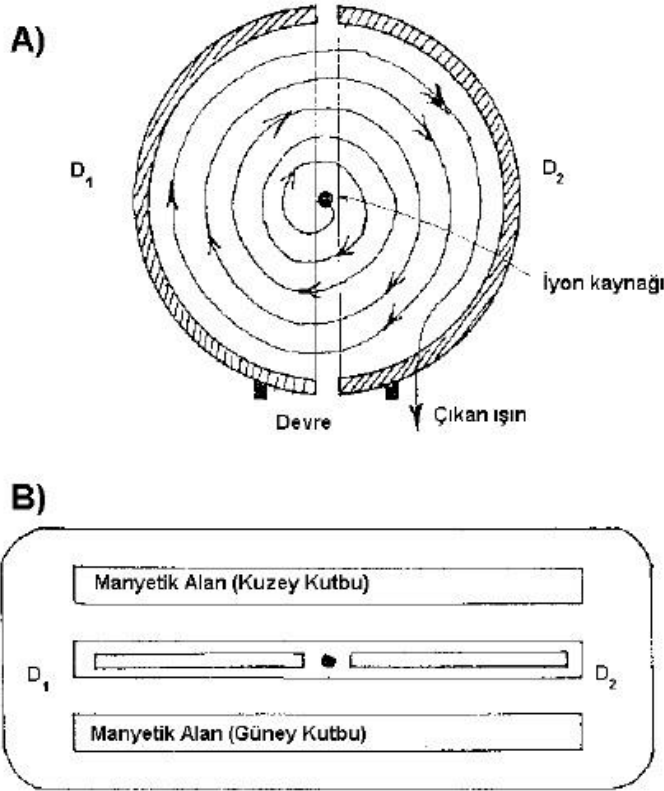 A)
D1
D2
İyon kaynağı
Devre
Çıkan ışın
B)
Manyetik Alan (Kuzey Kutbu)
D1
D2
Manyetik Alan (Güney Kutbu)